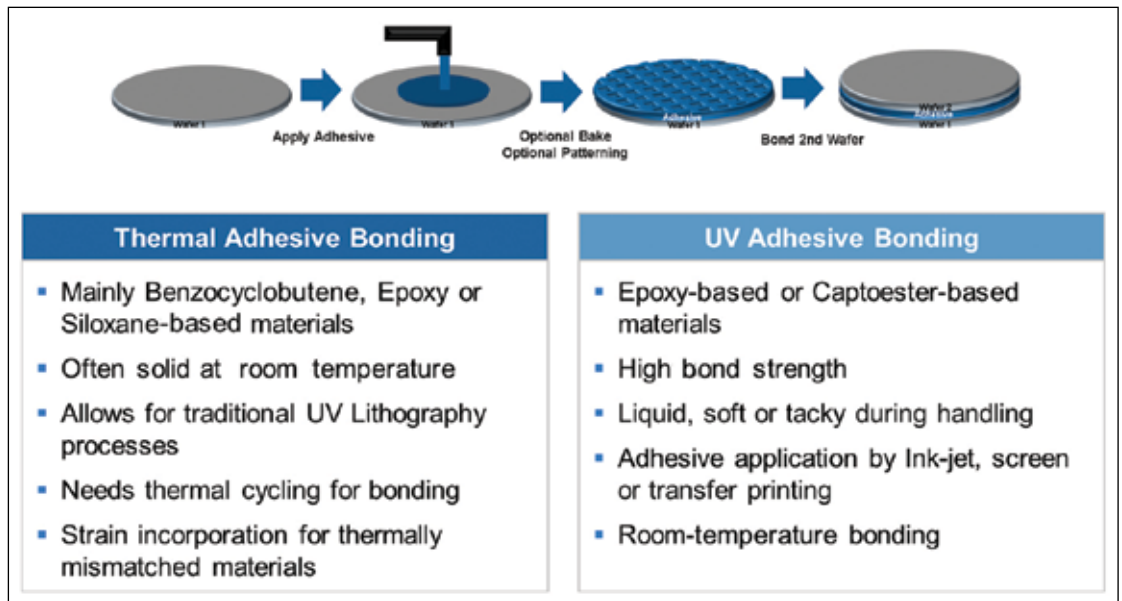 Wafer 1
Wafer 1
Adhesive
Wafer 1
Wafer 2
Adhesive
Wafer 1
Apply Adhesive
Optional Bake
Optional Patterning
Bond 2nd Wafer
Thermal Adhesive Bonding
▪ Mainly Benzocyclobutene, Epoxy or
Siloxane-based materials
▪ Often solid at room temperature
▪ Allows for traditional UV Lithography
processes
▪ Needs thermal cycling for bonding
▪ Strain incorporation for thermally
mismatched materials
UV Adhesive Bonding
▪ Epoxy-based or Captoester-based
materials
▪ High bond strength
▪ Liquid, soft or tacky during handling
▪ Adhesive application by Ink-jet, screen
or transfer printing
▪ Room-temperature bonding